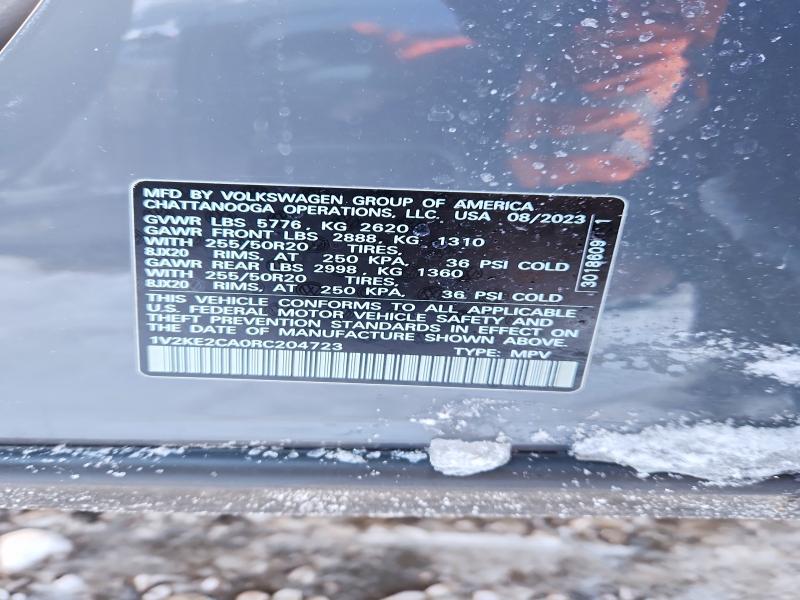 MFD BY VOLKSWAGEN GROUP OF AMERICA
CHATTANOOGA OPERATIONS, LLC. USA 08/2023
GVWR LBS 5776, KG 2620
GAWR FRONT LBS 2888, KG 1310
WITH 255/50R20 TIRES,
8JX20 RIMS, AT 250 KPA, 36 PSI COLD
GAWR REAR LBS 2998, KG 1360
WITH 255/50R20 TIRES,
8JX20 RIMS, AT 250 KPA, 36 PSI COLD
THIS VEHICLE CONFORMS TO ALL APPLICABLE
U.S. FEDERAL MOTOR VEHICLE SAFETY AND
THEFT PREVENTION STANDARDS IN EFFECT ON
THE DATE OF MANUFACTURE SHOWN ABOVE.
1V2KE2CA0RC204723 TYPE: MPV
3018609 1